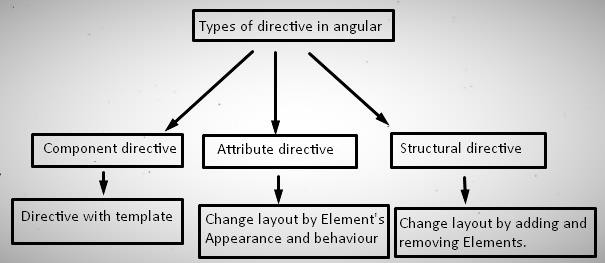 Types of directive in angular
Component directive
Attribute directive
Structural directive
Directive with template
Change layout by Element's
Appearance and behaviour
Change layout by adding and
removing Elements.